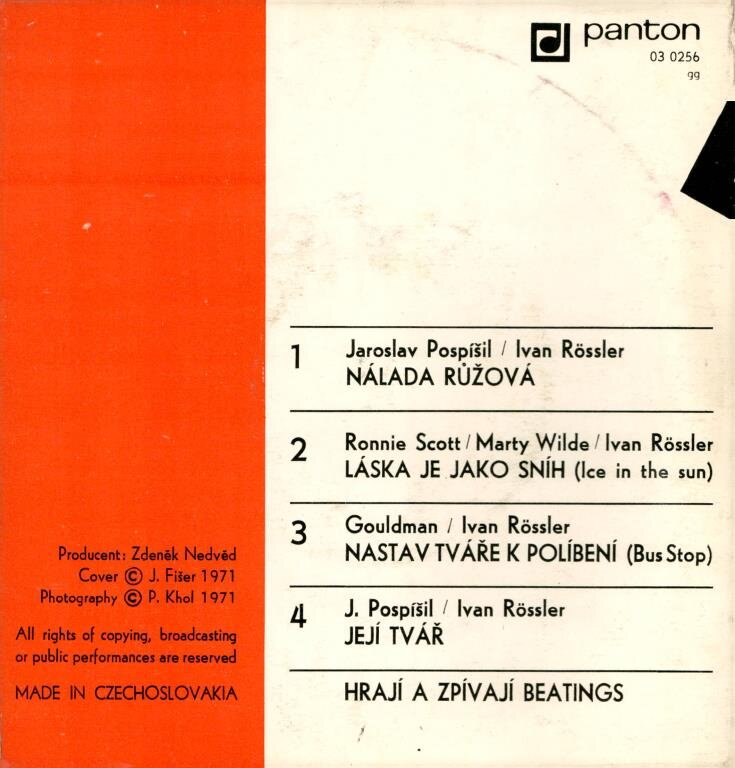 panton
03 0256
gg
1
Jaroslav Pospíšil / Ivan Rössler
NÁLADA RŮŽOVÁ
2
Ronnie Scott / Marty Wilde / Ivan Rössler
LÁSKA JE JAKO SNÍH (Ice in the sun)
3
Gouldman / Ivan Rössler
NASTAV TVÁŘE K POLÍBENÍ (Bus Stop)
4
J. Pospíšil / Ivan Rössler
JEJÍ TVÁŘ
HRAJÍ A ZPÍVAJÍ BEATINGS
Producent: Zdeněk Nedvěd
Cover © J. Fišer 1971
Photography © P. Khol 1971
All rights of copying, broadcasting
or public performances are reserved
MADE IN CZECHOSLOVAKIA